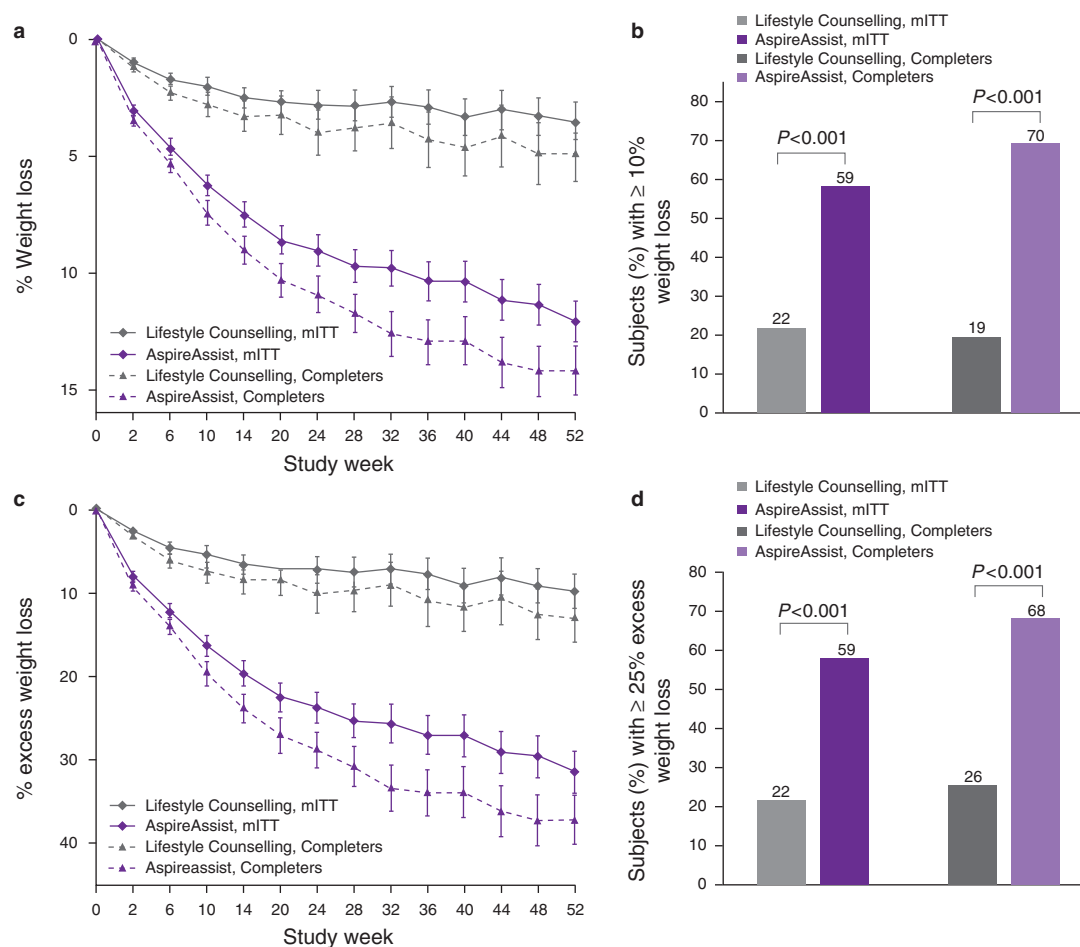 a
0
5
10
15
% Weight loss
Lifestyle Counselling, mITT
AspireAssist, mITT
Lifestyle Counselling, Completers
AspireAssist, Completers
0 2 6 10 14 20 24 28 32 36 40 44 48 52
Study week
b
Lifestyle Counselling, mITT
AspireAssist, mITT
Lifestyle Counselling, Completers
AspireAssist, Completers
Subjects (%) with ≥ 10%
weight loss
80
70
60
50
40
30
20
10
0
P<0.001
P<0.001
22
59
19
70
c
0
10
20
30
40
% excess weight loss
Lifestyle Counselling, mITT
AspireAssist, mITT
Lifestyle Counselling, Completers
Aspireassist, Completers
0 2 6 10 14 20 24 28 32 36 40 44 48 52
Study week
d
Lifestyle Counselling, mITT
AspireAssist, mITT
Lifestyle Counselling, Completers
AspireAssist, Completers
Subjects (%) with ≥ 25% excess
weight loss
80
70
60
50
40
30
20
10
0
P<0.001
P<0.001
22
59
26
68